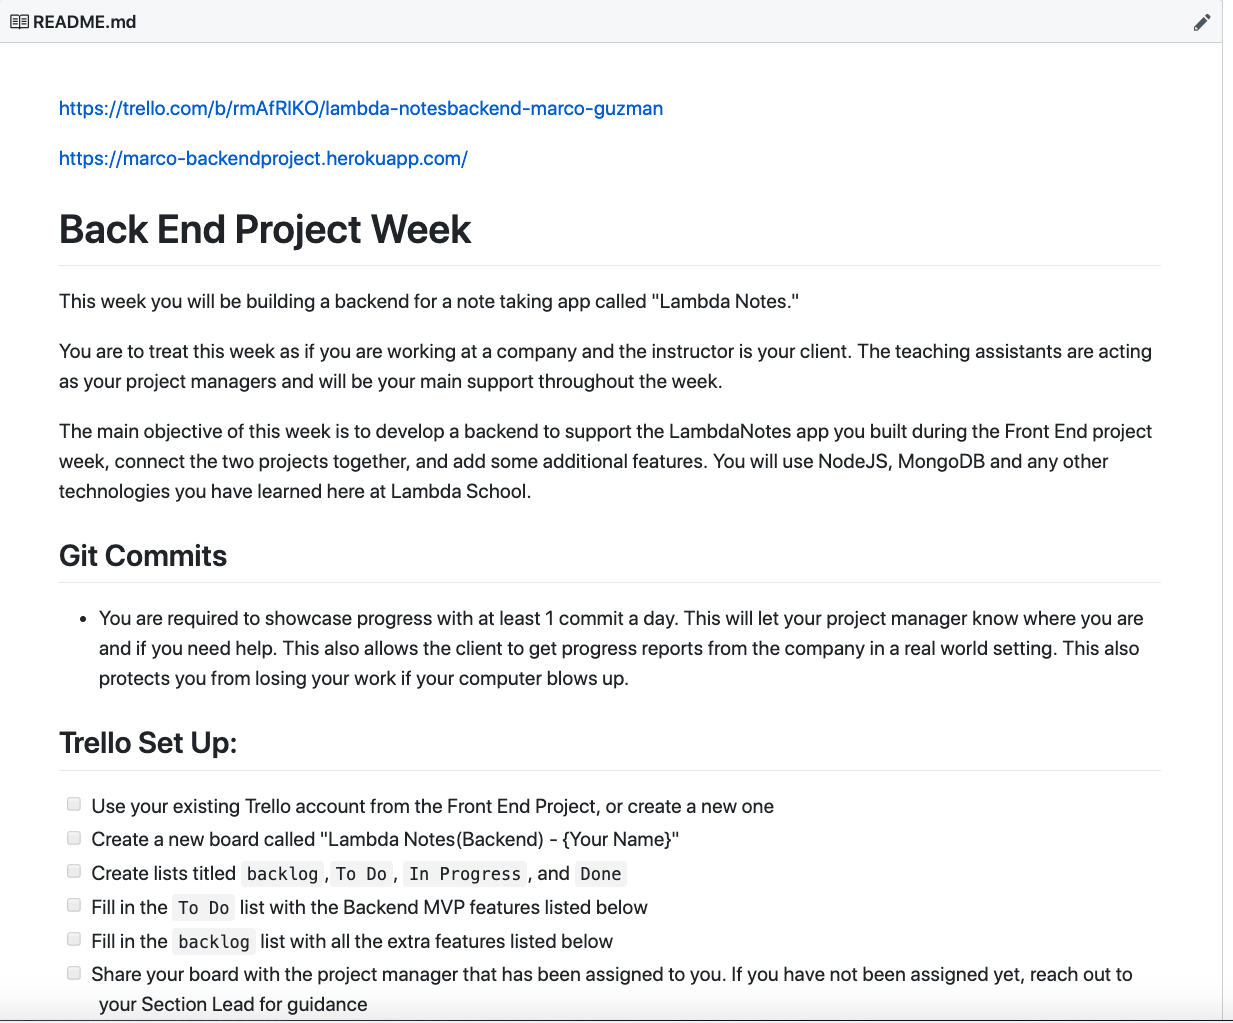 README.md
https://trello.com/b/rmAfRlKO/lambda-notesbackend-marco-guzman
https://marco-backendproject.herokuapp.com/
Back End Project Week
This week you will be building a backend for a note taking app called "Lambda Notes."
You are to treat this week as if you are working at a company and the instructor is your client. The teaching assistants are acting
as your project managers and will be your main support throughout the week.
The main objective of this week is to develop a backend to support the LambdaNotes app you built during the Front End project
week, connect the two projects together, and add some additional features. You will use NodeJS, MongoDB and any other
technologies you have learned here at Lambda School.
Git Commits
• You are required to showcase progress with at least 1 commit a day. This will let your project manager know where you are
and if you need help. This also allows the client to get progress reports from the company in a real world setting. This also
protects you from losing your work if your computer blows up.
Trello Set Up:
Use your existing Trello account from the Front End Project, or create a new one
Create a new board called "Lambda Notes(Backend) - {Your Name}"
Create lists titled backlog, To Do, In Progress, and Done
Fill in the To Do list with the Backend MVP features listed below
Fill in the backlog list with all the extra features listed below
Share your board with the project manager that has been assigned to you. If you have not been assigned yet, reach out to
your Section Lead for guidance